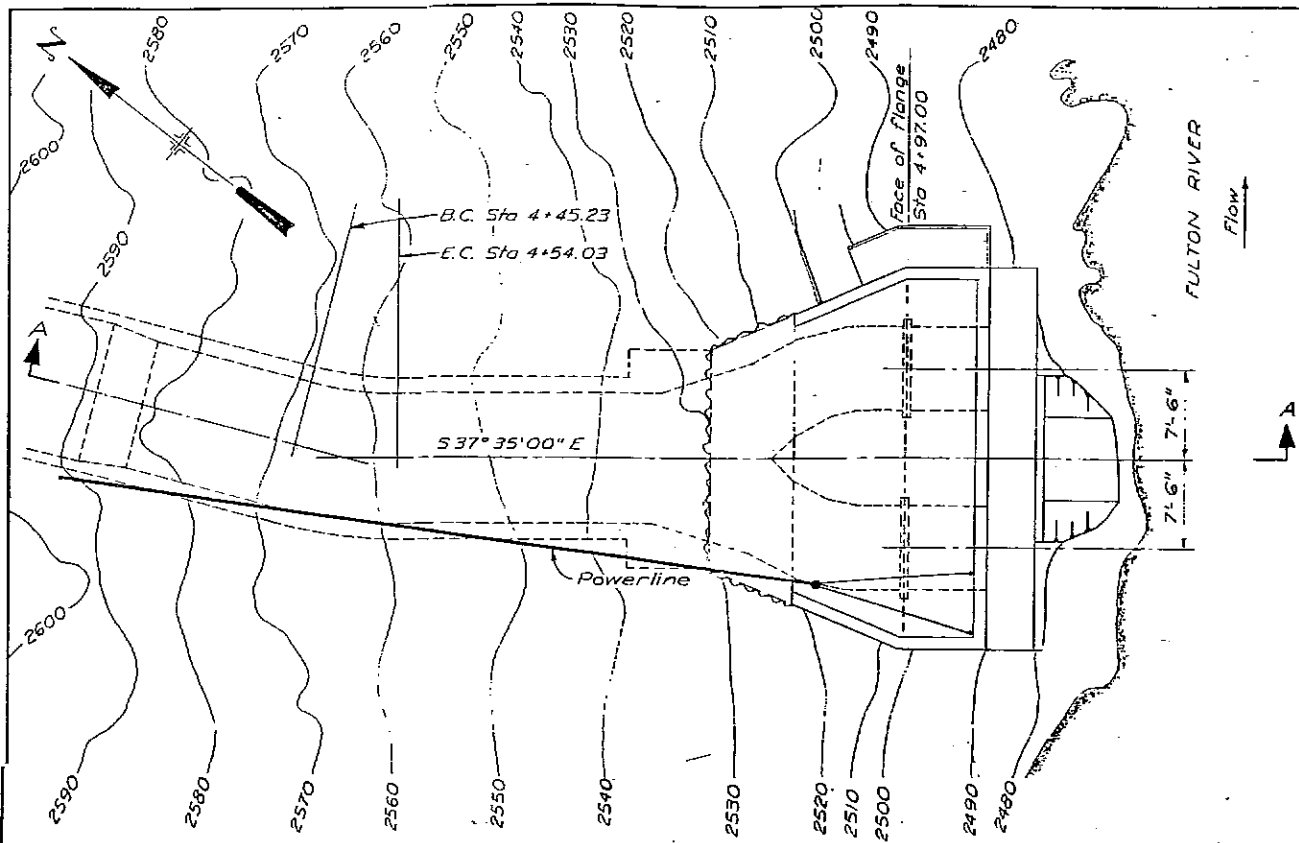 2580
2570
2560
2550
2540
2530
2520
2510
2500
2490
2480
N
2600
2590
Face of flange
Sta 4+97.00
FULTON RIVER
Flow
B.C. Sta 4+45.23
E.C. Sta 4+54.03
A
A
S 37° 35' 00" E
7'-6"
7'-6"
Powerline
2600
2590
2580
2570
2560
2550
2540
2530
2520
2510
2500
2490
2480